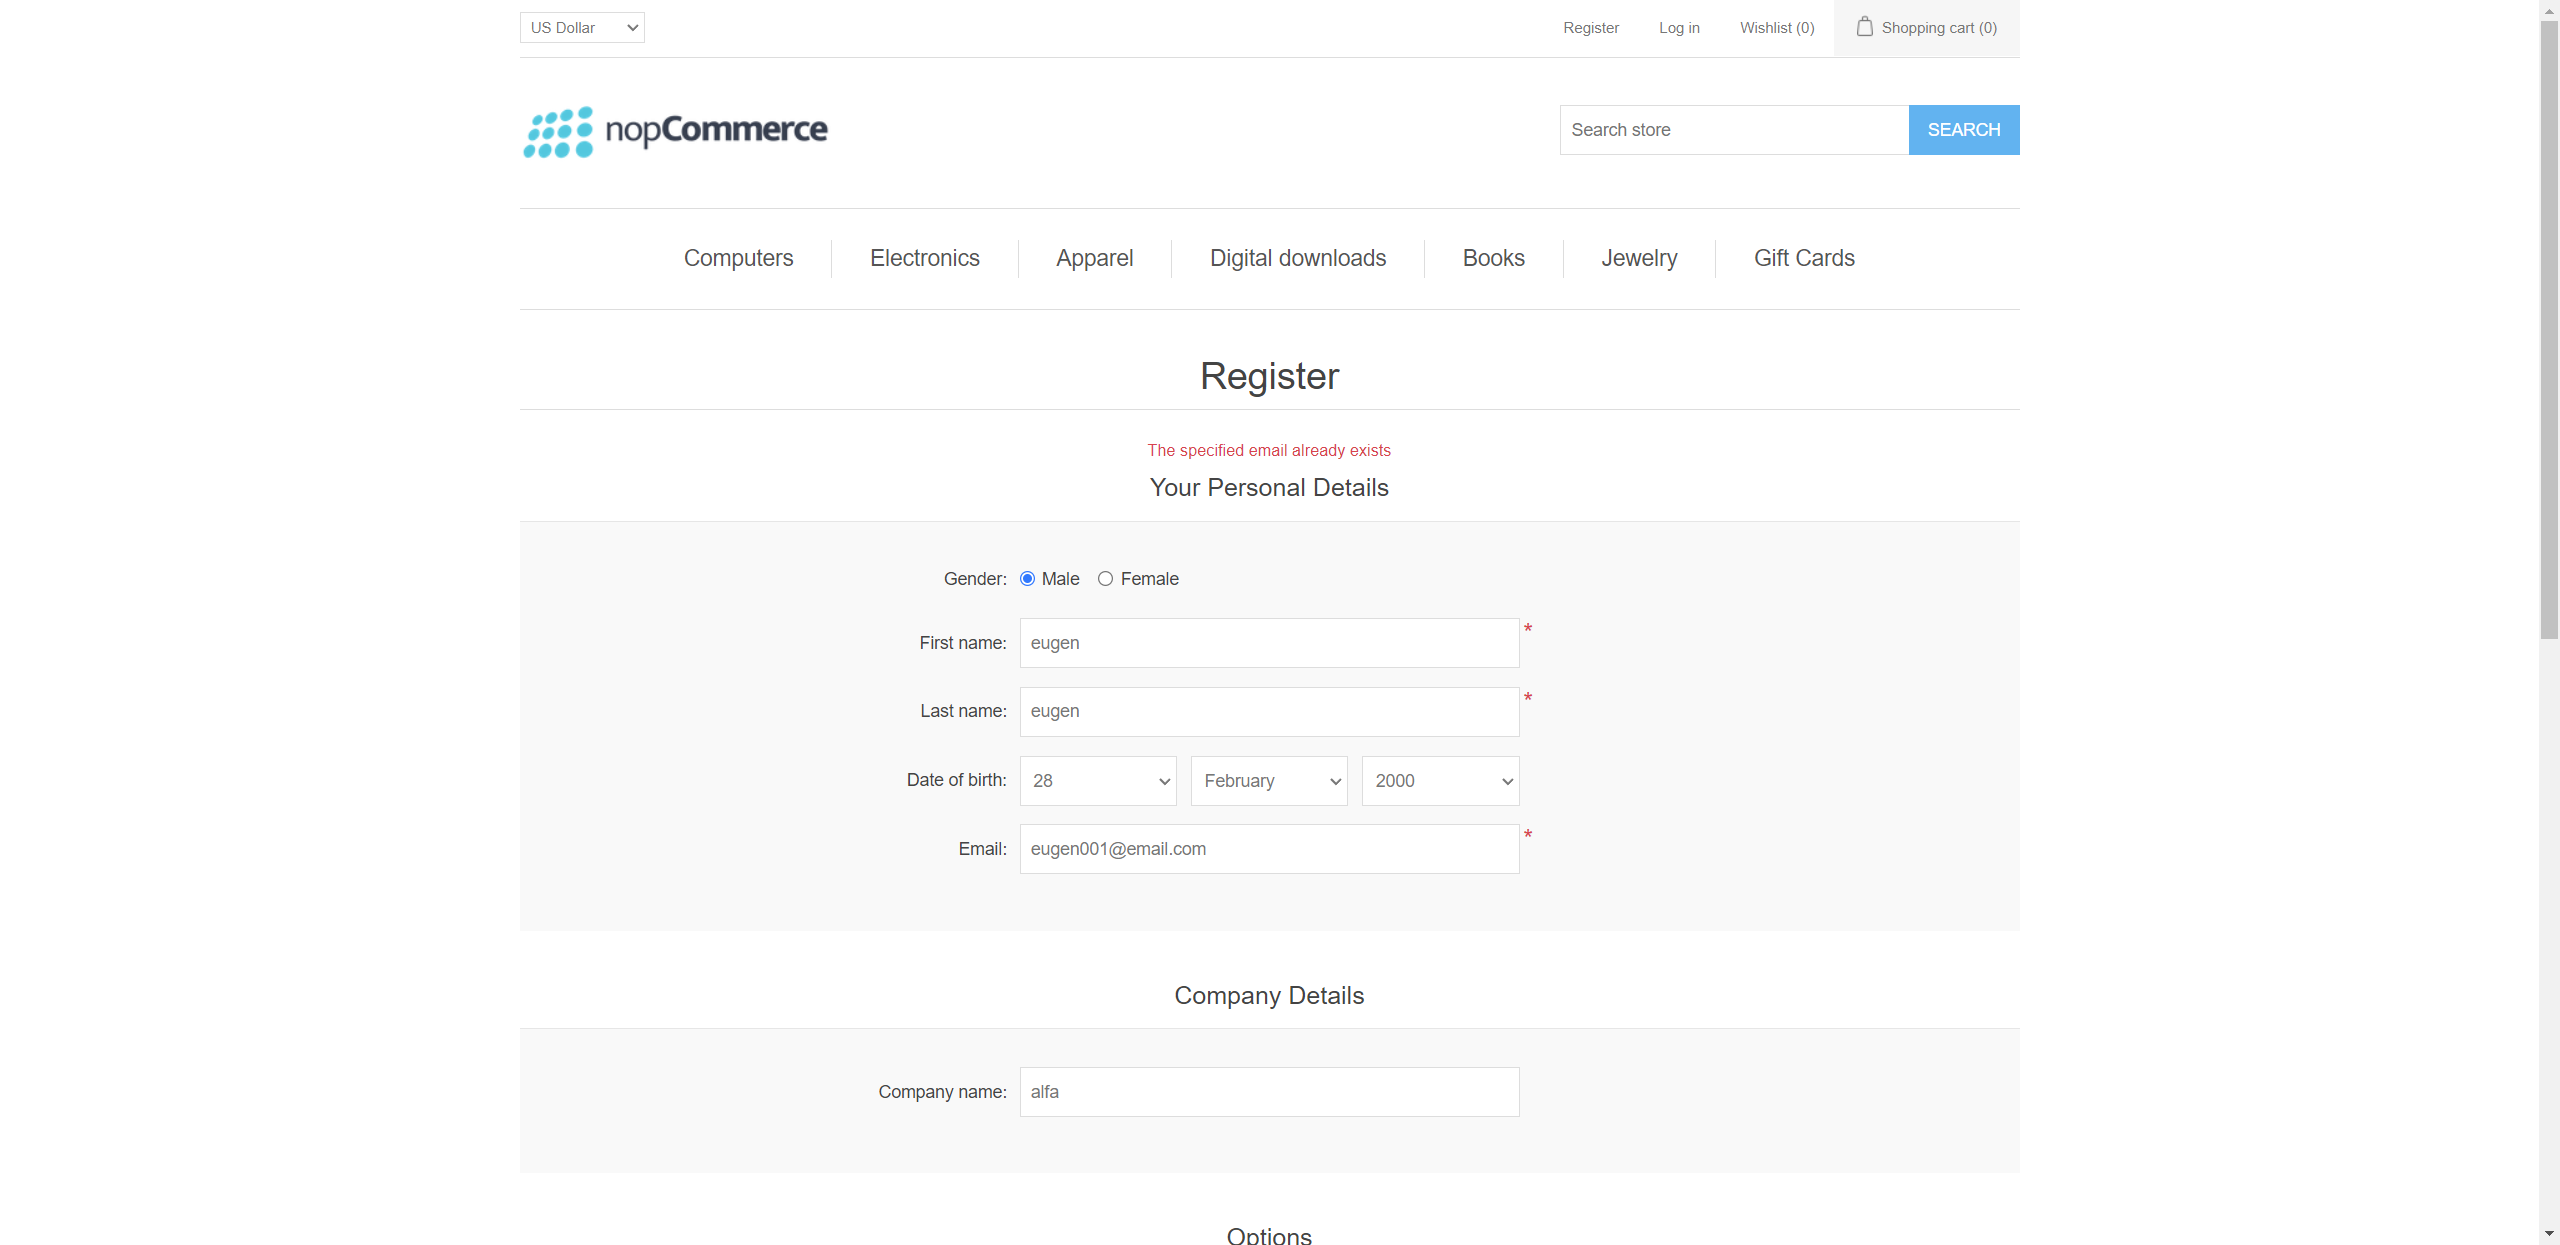 US Dollar
Register Log in Wishlist (0) Shopping cart (0)
nopCommerce
Search store SEARCH
Computers Electronics Apparel Digital downloads Books Jewelry Gift Cards
Register
The specified email already exists
Your Personal Details
Gender: Male Female
First name: eugen *
Last name: eugen *
Date of birth: 28 February 2000
Email: eugen001@email.com *
Company Details
Company name: alfa
Options